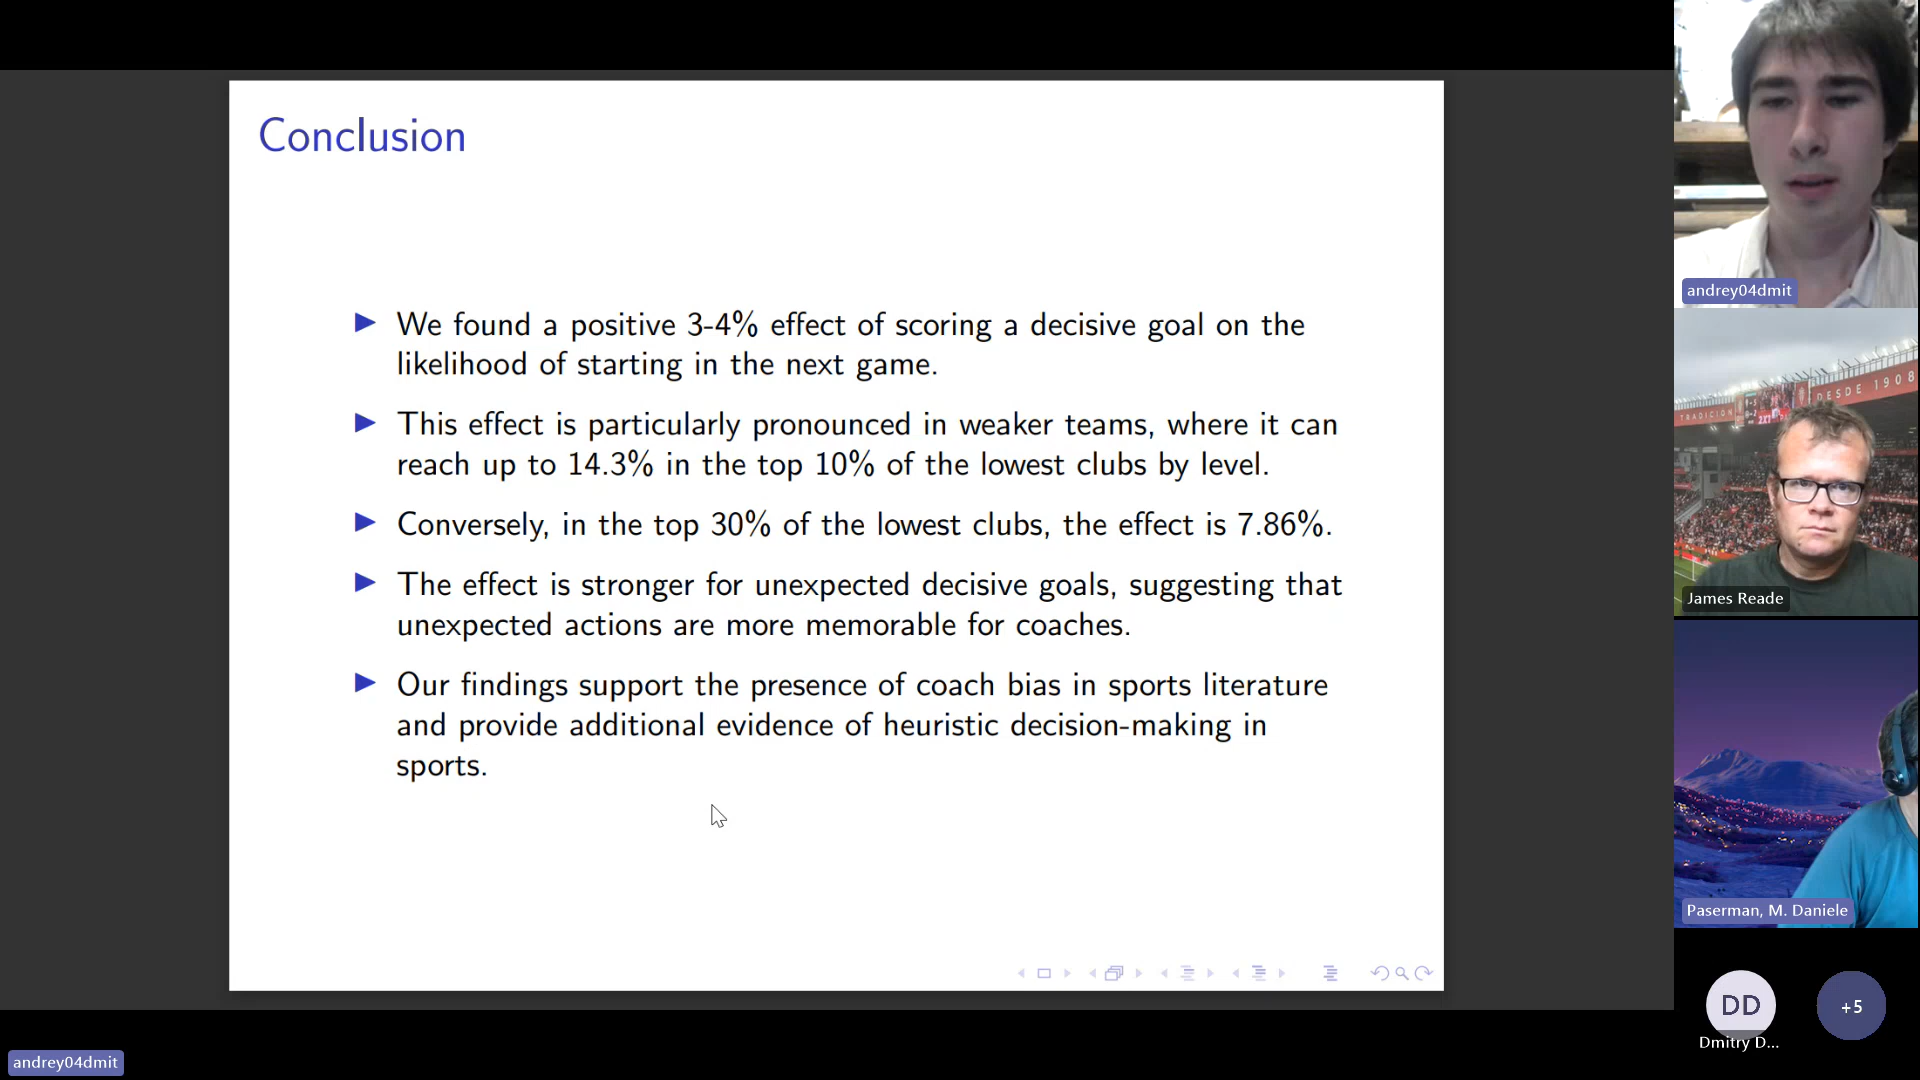 Conclusion
We found a positive 3-4% effect of scoring a decisive goal on the
likelihood of starting in the next game.
This effect is particularly pronounced in weaker teams, where it can
reach up to 14.3% in the top 10% of the lowest clubs by level.
Conversely, in the top 30% of the lowest clubs, the effect is 7.86%.
The effect is stronger for unexpected decisive goals, suggesting that
unexpected actions are more memorable for coaches.
Our findings support the presence of coach bias in sports literature
and provide additional evidence of heuristic decision-making in
sports.
andrey04dmit
DESDE 1908
TRADICION
James Reade
Paserman, M. Daniele
DD
+5
Dmitry D...
andrey04dmit